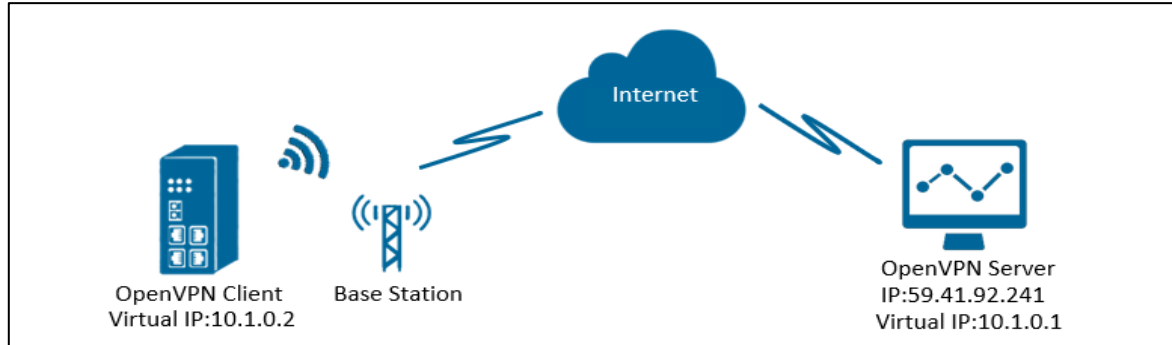 Internet
OpenVPN Client
Virtual IP:10.1.0.2
Base Station
OpenVPN Server
IP:59.41.92.241
Virtual IP:10.1.0.1